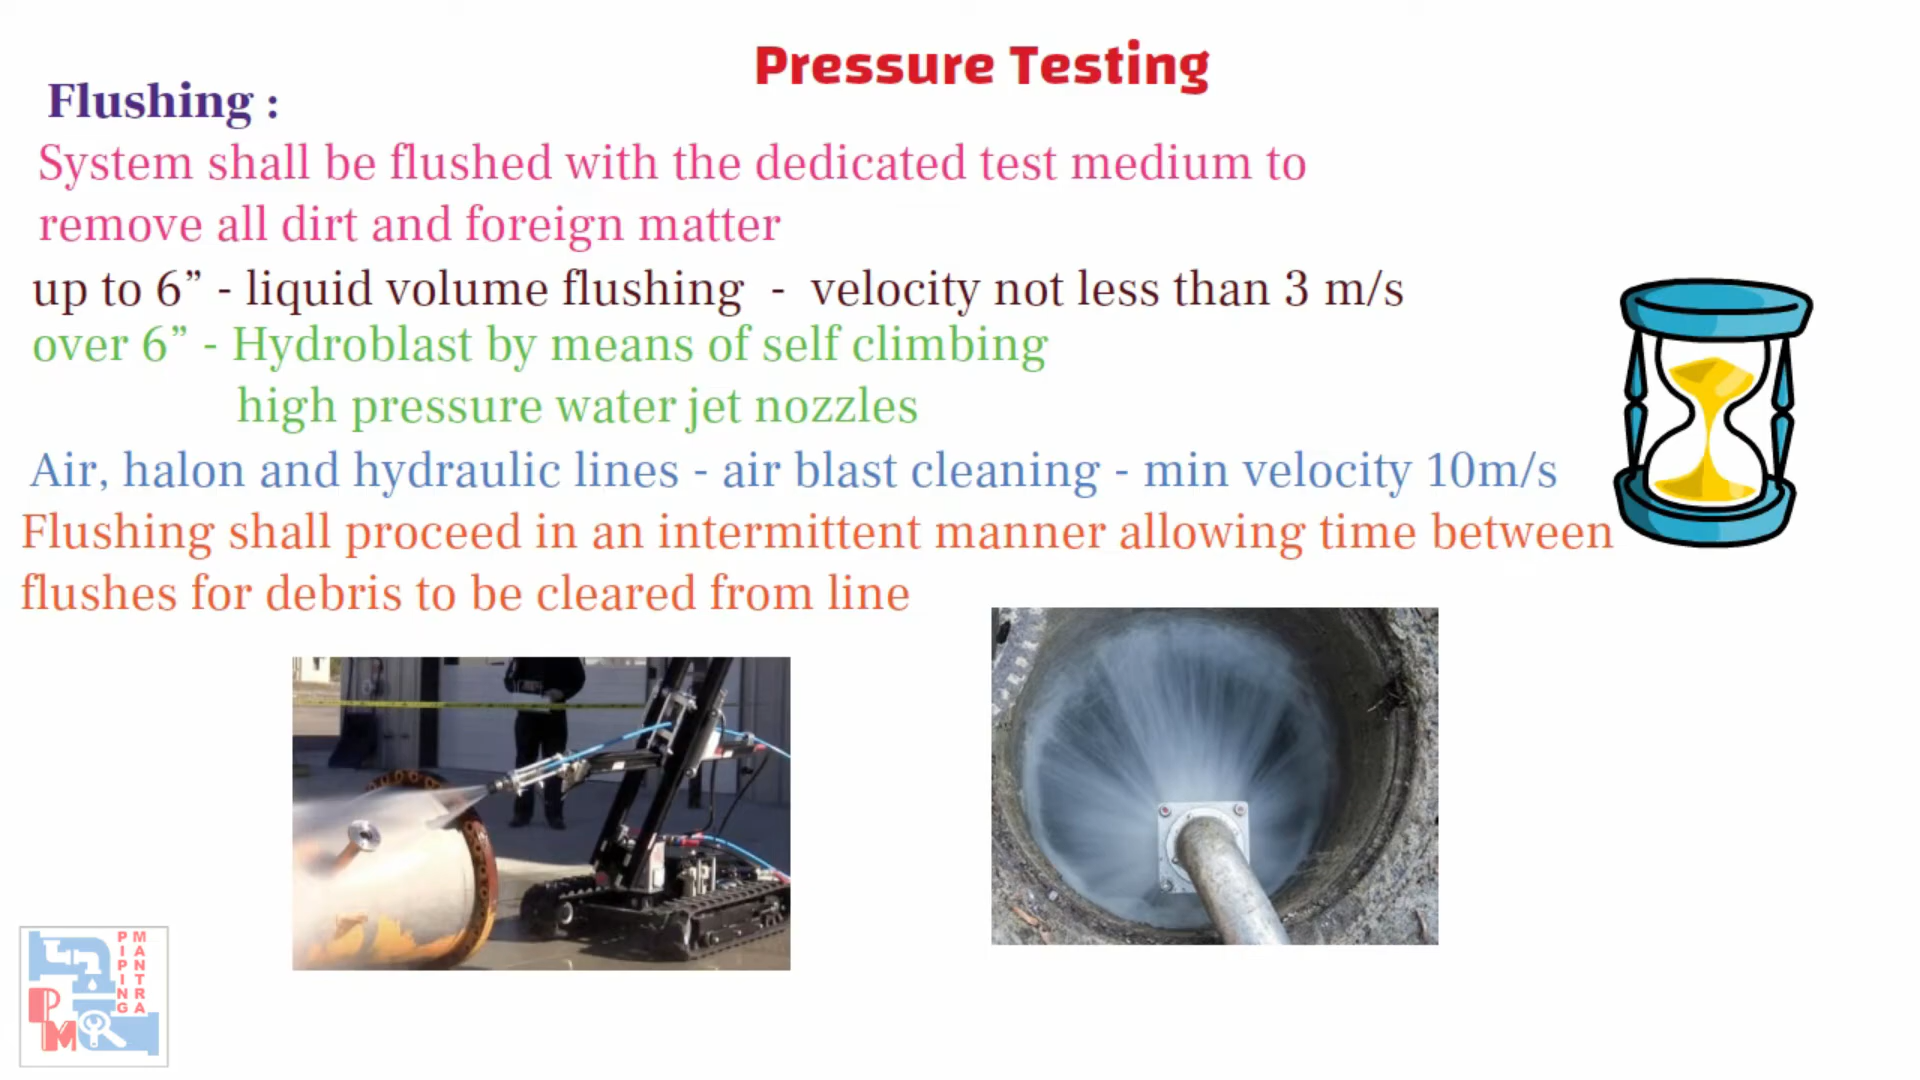 Pressure Testing
Flushing :
System shall be flushed with the dedicated test medium to
remove all dirt and foreign matter
up to 6” - liquid volume flushing - velocity not less than 3 m/s
over 6” - Hydroblast by means of self climbing
high pressure water jet nozzles
Air, halon and hydraulic lines - air blast cleaning - min velocity 10m/s
Flushing shall proceed in an intermittent manner allowing time between
flushes for debris to be cleared from line
PIPING
MANTRA
PM